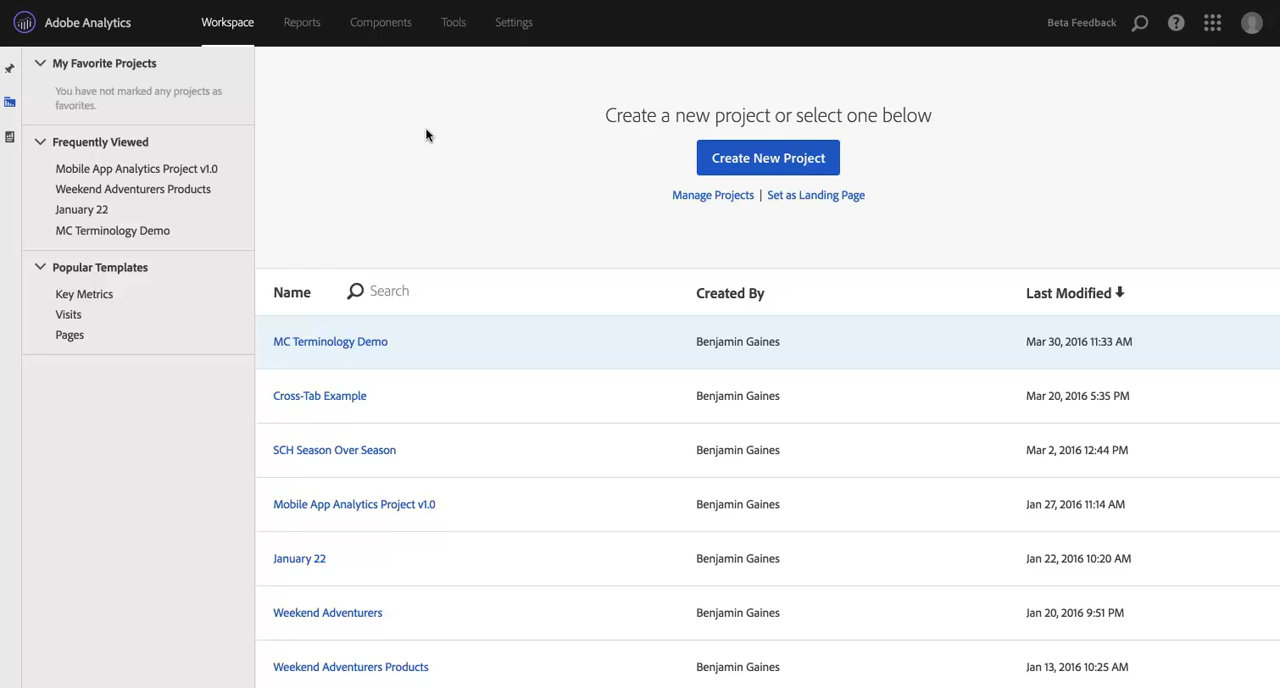 Adobe Analytics
Workspace
Reports
Components
Tools
Settings
Beta Feedback
My Favorite Projects
You have not marked any projects as
favorites.
Frequently Viewed
Mobile App Analytics Project v1.0
Weekend Adventurers Products
January 22
MC Terminology Demo
Popular Templates
Key Metrics
Visits
Pages
Create a new project or select one below
Create New Project
Manage Projects | Set as Landing Page
Name Search Created By Last Modified
MC Terminology Demo Benjamin Gaines Mar 30, 2016 11:33 AM
Cross-Tab Example Benjamin Gaines Mar 20, 2016 5:35 PM
SCH Season Over Season Benjamin Gaines Mar 2, 2016 12:44 PM
Mobile App Analytics Project v1.0 Benjamin Gaines Jan 27, 2016 11:14 AM
January 22 Benjamin Gaines Jan 22, 2016 10:20 AM
Weekend Adventurers Benjamin Gaines Jan 20, 2016 9:51 PM
Weekend Adventurers Products Benjamin Gaines Jan 13, 2016 10:25 AM